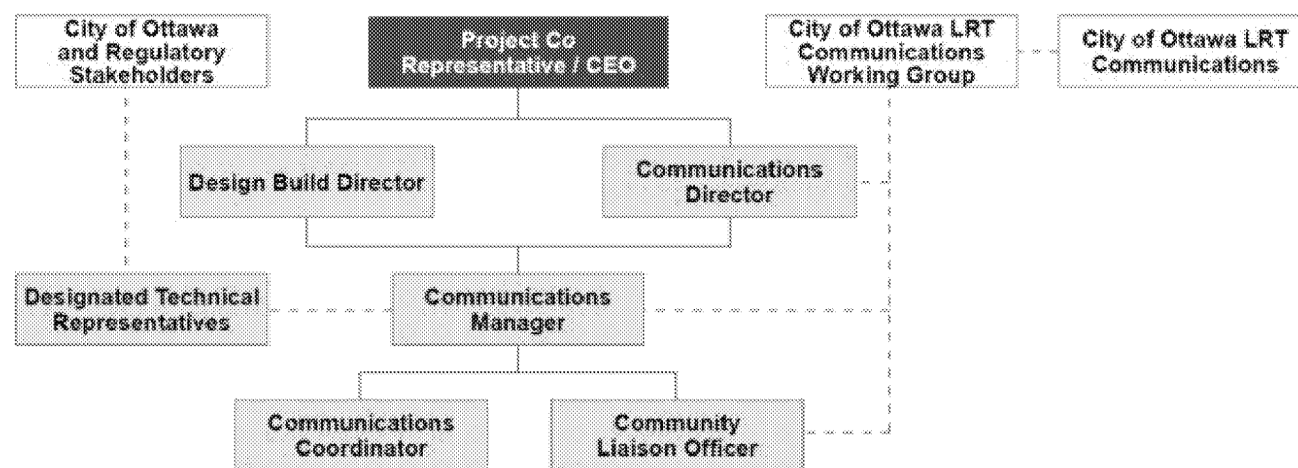 City of Ottawa
and Regulatory
Stakeholders
Project Co
Representative / CEO
City of Ottawa LRT
Communications
Working Group
City of Ottawa LRT
Communications
Design Build Director
Communications
Director
Designated Technical
Representatives
Communications
Manager
Communications
Coordinator
Community
Liaison Officer